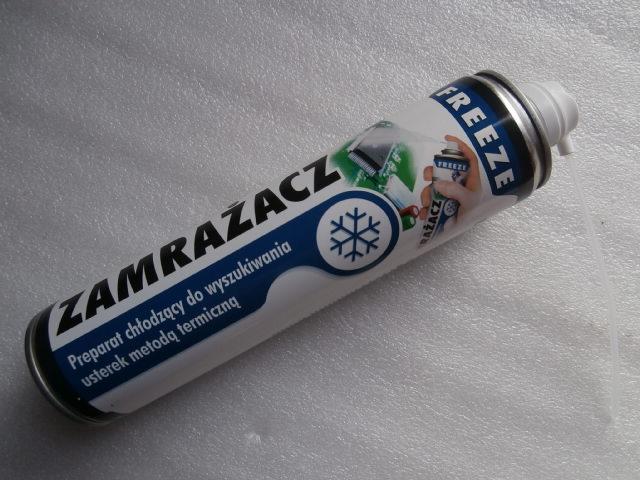 FREEZE
ZAMRAŻACZ
Preparat chłodzący do wyszukiwania
usterek metodą termiczną
FREEZE
RAŻACZ